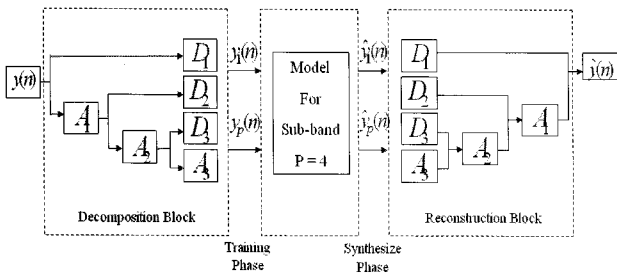 y(n)
A1
A2
D1
D2
D3
A3
Decomposition Block
y1(n)
yp(n)
Training
Phase
Model
For
Sub-band
P = 4
ŷ1(n)
ŷp(n)
Synthesize
Phase
D1
D2
D3
A3
A2
A1
ŷ(n)
Reconstruction Block